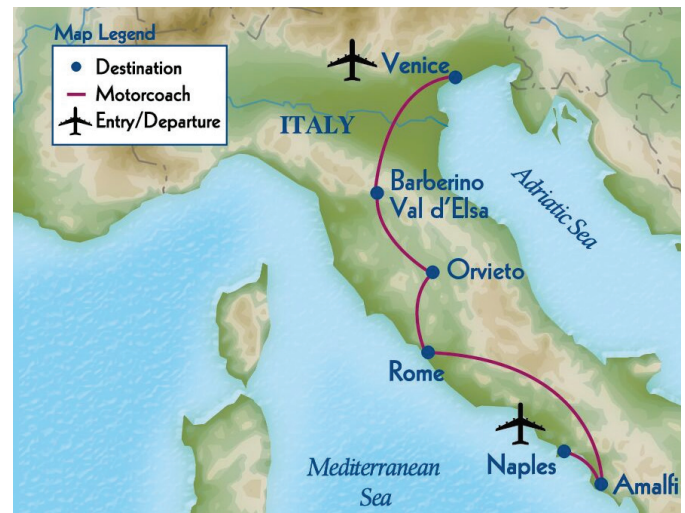 Map Legend
Destination
Motorcoach
Entry/Departure
Venice
ITALY
Barberino
Val d'Elsa
Adriatic Sea
Orvieto
Rome
Naples
Amalfi
Mediterranean
Sea